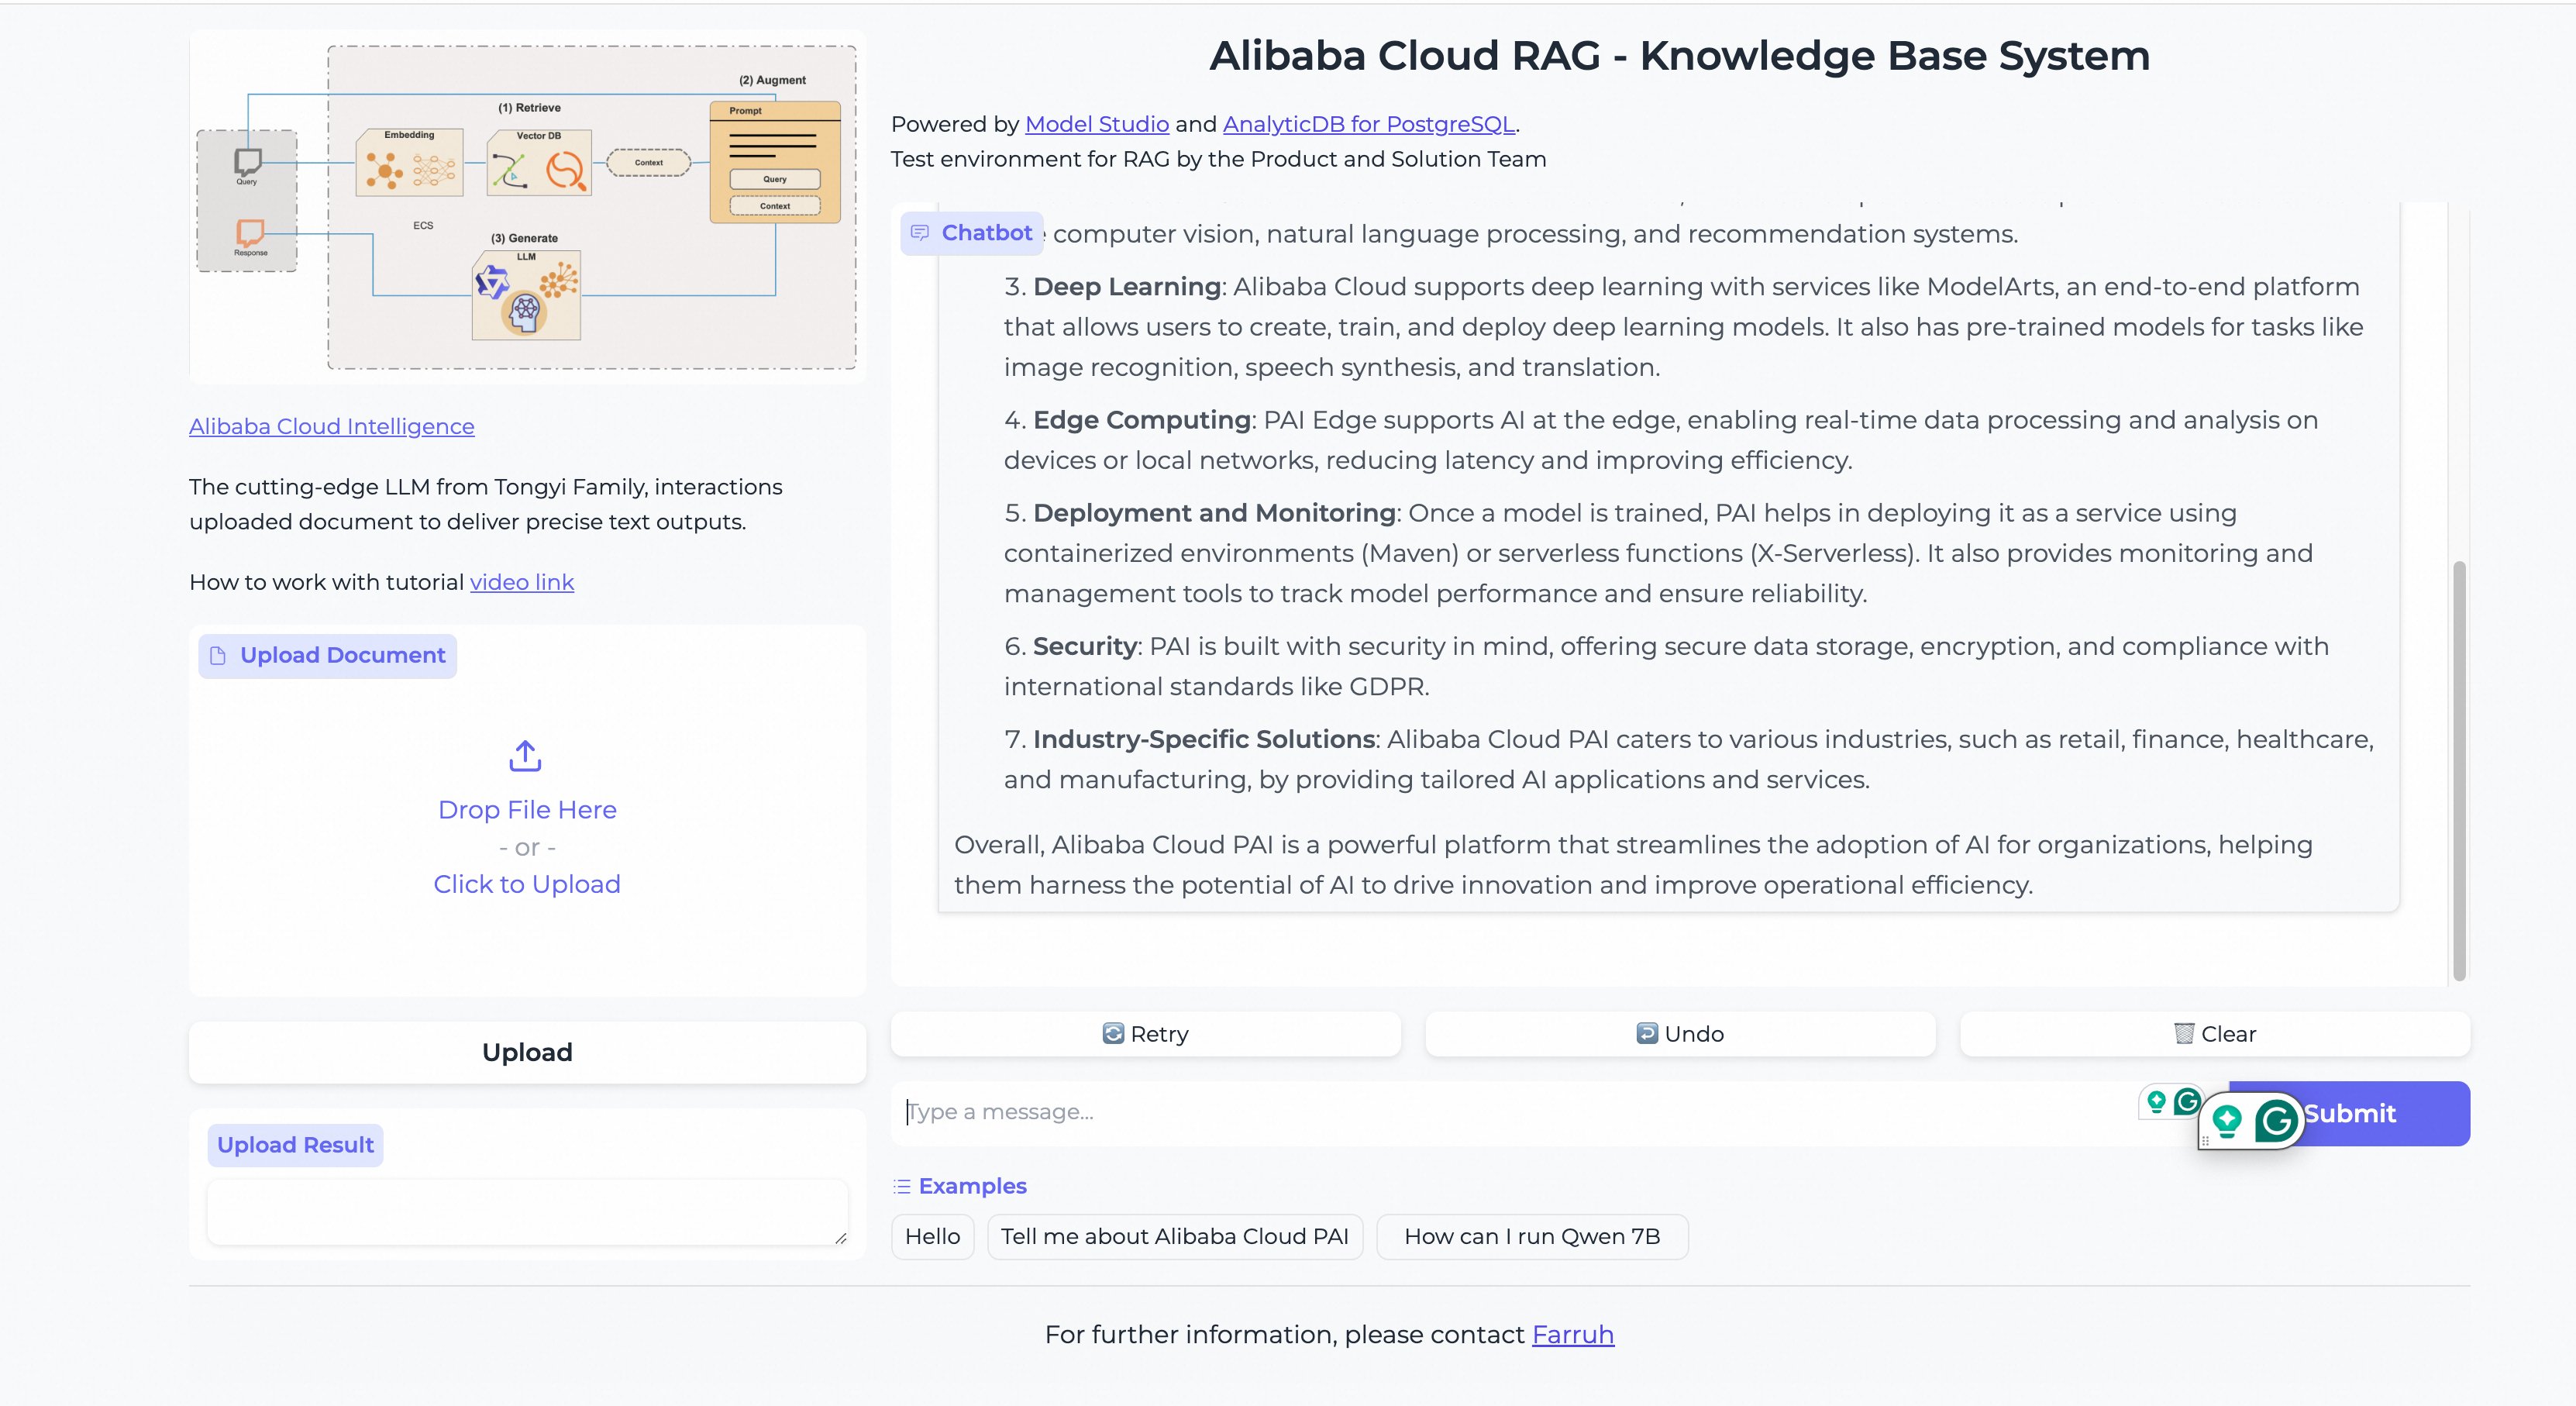 (2) Augment
(1) Retrieve
Prompt
Embedding
Vector DB
Context
Query
Query
Context
ECS
(3) Generate
Response
LLM
Alibaba Cloud Intelligence
The cutting-edge LLM from Tongyi Family, interactions
uploaded document to deliver precise text outputs.
How to work with tutorial video link
Upload Document
Drop File Here
- or -
Click to Upload
Upload
Upload Result
Alibaba Cloud RAG - Knowledge Base System
Powered by Model Studio and AnalyticDB for PostgreSQL.
Test environment for RAG by the Product and Solution Team
Chatbot
computer vision, natural language processing, and recommendation systems.
3. Deep Learning: Alibaba Cloud supports deep learning with services like ModelArts, an end-to-end platform
that allows users to create, train, and deploy deep learning models. It also has pre-trained models for tasks like
image recognition, speech synthesis, and translation.
4. Edge Computing: PAI Edge supports AI at the edge, enabling real-time data processing and analysis on
devices or local networks, reducing latency and improving efficiency.
5. Deployment and Monitoring: Once a model is trained, PAI helps in deploying it as a service using
containerized environments (Maven) or serverless functions (X-Serverless). It also provides monitoring and
management tools to track model performance and ensure reliability.
6. Security: PAI is built with security in mind, offering secure data storage, encryption, and compliance with
international standards like GDPR.
7. Industry-Specific Solutions: Alibaba Cloud PAI caters to various industries, such as retail, finance, healthcare,
and manufacturing, by providing tailored AI applications and services.
Overall, Alibaba Cloud PAI is a powerful platform that streamlines the adoption of AI for organizations, helping
them harness the potential of AI to drive innovation and improve operational efficiency.
Retry
Undo
Clear
Type a message...
Submit
Examples
Hello
Tell me about Alibaba Cloud PAI
How can I run Qwen 7B
For further information, please contact Farruh